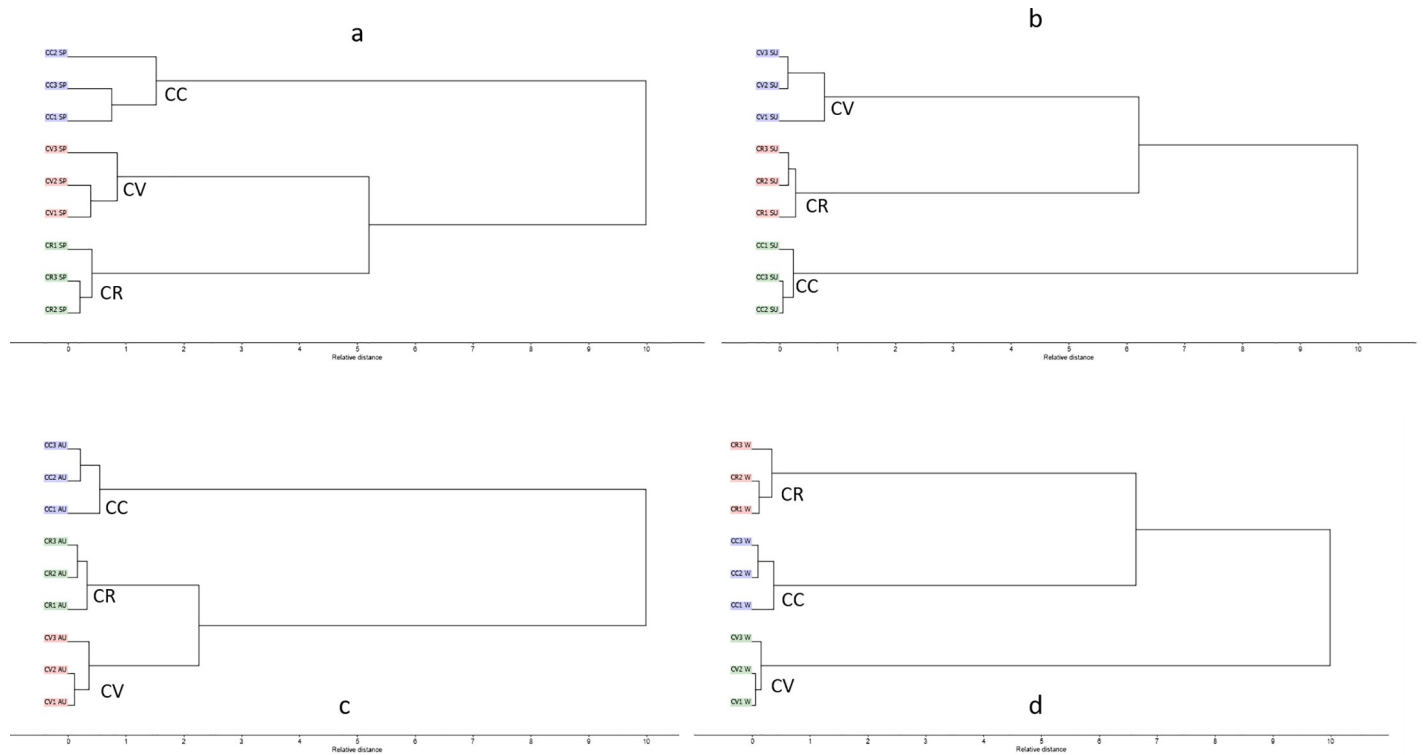 a
CC2 SP
CC3 SP
CC
CC1 SP
CV3 SP
CV2 SP
CV
CV1 SP
CR1 SP
CR3 SP
CR
CR2 SP
0 1 2 3 4 5 6 7 8 9 10
Relative distance
b
CV3 SU
CV2 SU
CV
CV1 SU
CR3 SU
CR2 SU
CR
CR1 SU
CC1 SU
CC3 SU
CC
CC2 SU
0 1 2 3 4 5 6 7 8 9 10
Relative distance
CC3 AU
CC2 AU
CC
CC1 AU
CR3 AU
CR2 AU
CR
CR1 AU
CV3 AU
CV2 AU
CV
CV1 AU
c
0 1 2 3 4 5 6 7 8 9 10
Relative distance
CR3 W
CR2 W
CR
CR1 W
CC3 W
CC2 W
CC
CC1 W
CV3 W
CV2 W
CV
CV1 W
d
0 1 2 3 4 5 6 7 8 9 10
Relative distance